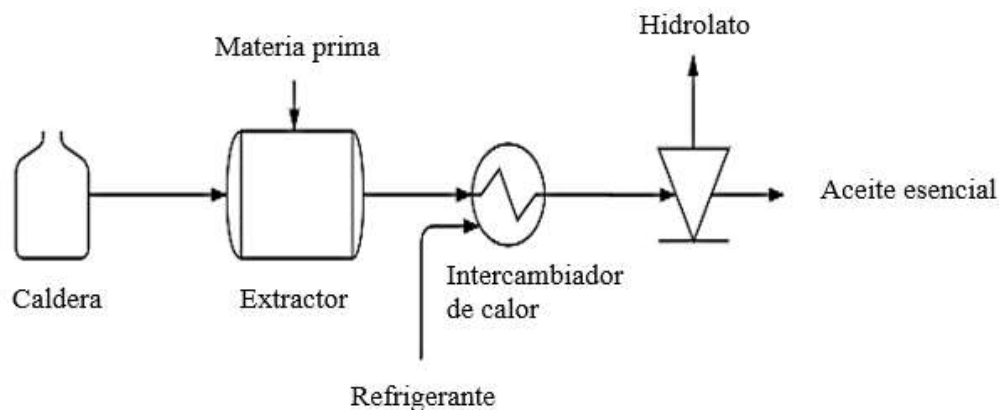 Hidrolato
Materia prima
Aceite esencial
Caldera
Extractor
Intercambiador
de calor
Refrigerante